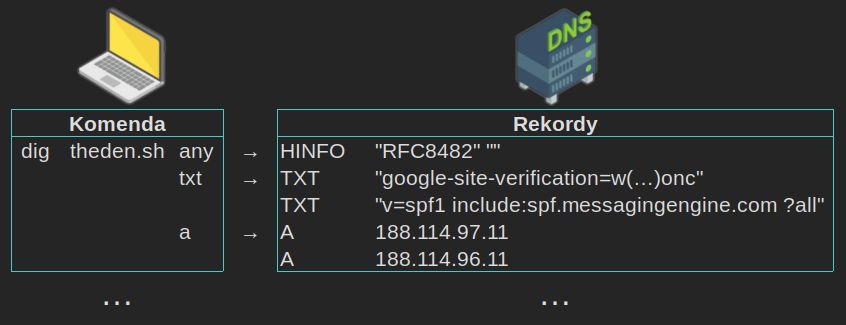 DNS
Komenda Rekordy
dig theden.sh any → HINFO "RFC8482" ""
txt → TXT "google-site-verification=w(...)onc"
TXT "v=spf1 include:spf.messagingengine.com ?all"
a → A 188.114.97.11
A 188.114.96.11
... ...